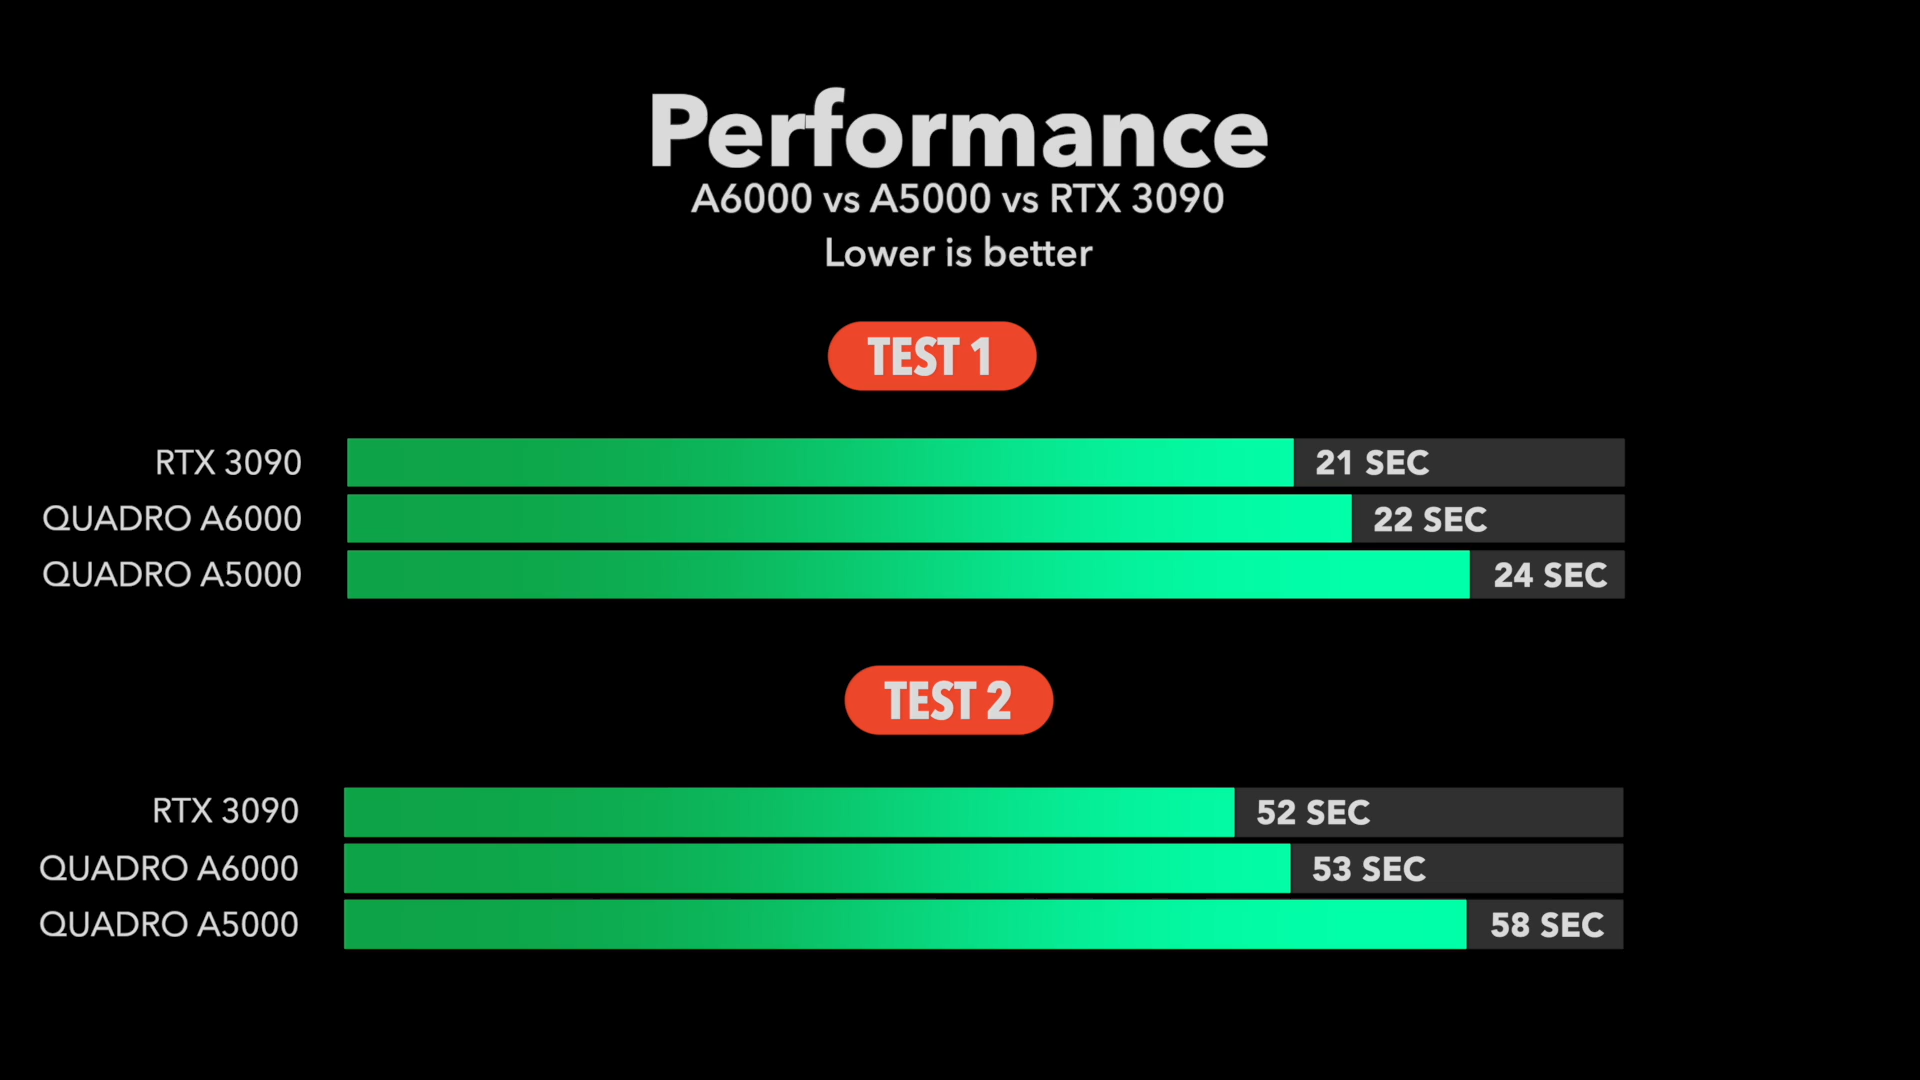 Performance
A6000 vs A5000 vs RTX 3090
Lower is better
TEST 1
RTX 3090 21 SEC
QUADRO A6000 22 SEC
QUADRO A5000 24 SEC
TEST 2
RTX 3090 52 SEC
QUADRO A6000 53 SEC
QUADRO A5000 58 SEC